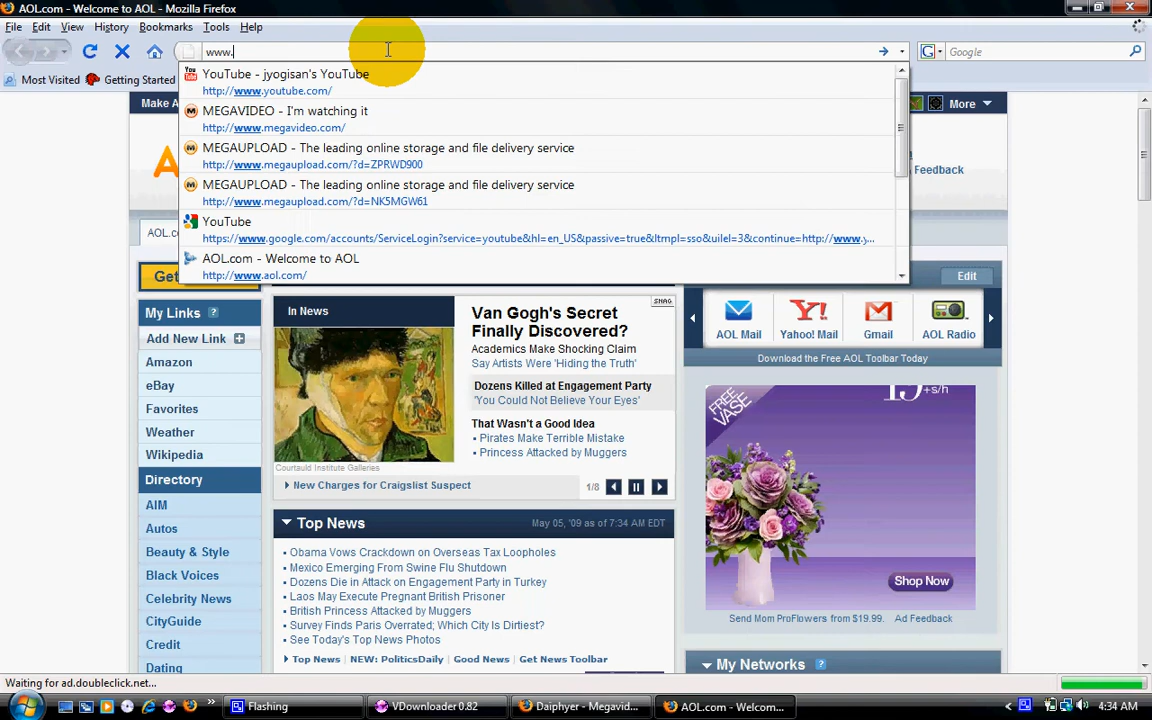 AOL.com - Welcome to AOL - Mozilla Firefox
File Edit View History Bookmarks Tools Help
www.
Google
Most Visited Getting Started
YouTube - jyogisan's YouTube
http://www.youtube.com/
MEGAVIDEO - I'm watching it
http://www.megavideo.com/
MEGAUPLOAD - The leading online storage and file delivery service
http://www.megaupload.com/?d=ZPRWD900
MEGAUPLOAD - The leading online storage and file delivery service
http://www.megaupload.com/?d=NK5MGW61
YouTube
https://www.google.com/accounts/ServiceLogin?service=youtube&hl=en_US&passive=true&ltmpl=sso&uilel=3&continue=http://www.y...
AOL.com - Welcome to AOL
http://www.aol.com/
Make A
More
Feedback
AOL.c
Get
Edit
My Links ?
Add New Link
Amazon
eBay
Favorites
Weather
Wikipedia
Directory
AIM
Autos
Beauty & Style
Black Voices
Celebrity News
CityGuide
Credit
Dating
In News
SNAG
Van Gogh's Secret
Finally Discovered?
Academics Make Shocking Claim
Say Artists Were 'Hiding the Truth'
Dozens Killed at Engagement Party
'You Could Not Believe Your Eyes'
That Wasn't a Good Idea
Pirates Make Terrible Mistake
Princess Attacked by Muggers
Courtauld Institute Galleries
New Charges for Craigslist Suspect
1/8
Top News May 05, '09 as of 7:34 AM EDT
Obama Vows Crackdown on Overseas Tax Loopholes
Mexico Emerging From Swine Flu Shutdown
Dozens Die in Attack on Engagement Party in Turkey
Laos May Execute Pregnant British Prisoner
British Princess Attacked by Muggers
Survey Finds Paris Overrated; Which City Is Dirtiest?
See Today's Top News Photos
Top News NEW: PoliticsDaily Good News Get News Toolbar
AOL Mail Yahoo! Mail Gmail AOL Radio
Download the Free AOL Toolbar Today
FREE VASE
+s/h
Shop Now
Send Mom ProFlowers from $19.99. Ad Feedback
My Networks ?
Waiting for ad.doubleclick.net...
Flashing
VDownloader 0.82
Daiphyer - Megavid...
AOL.com - Welcom...
4:34 AM